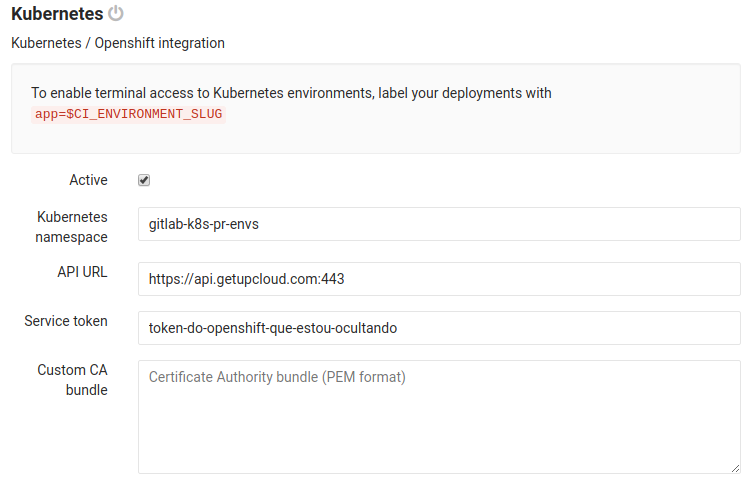 Kubernetes
Kubernetes / Openshift integration
To enable terminal access to Kubernetes environments, label your deployments with
app=$CI_ENVIRONMENT_SLUG
Active
Kubernetes
namespace
gitlab-k8s-pr-envs
API URL
https://api.getupcloud.com:443
Service token
token-do-openshift-que-estou-ocultando
Custom CA
bundle
Certificate Authority bundle (PEM format)